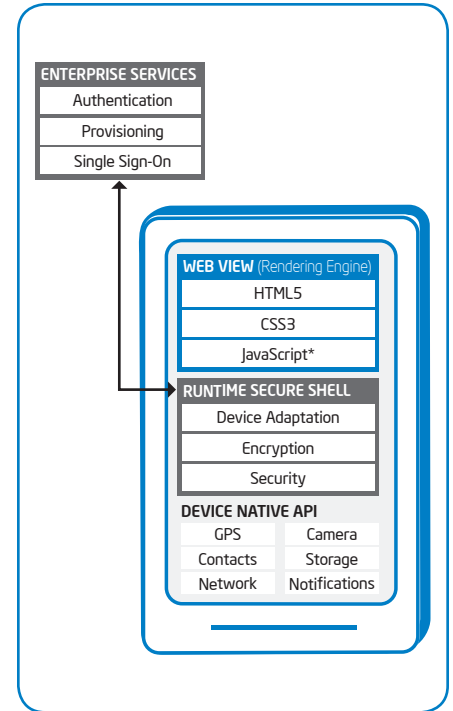 ENTERPRISE SERVICES
Authentication
Provisioning
Single Sign-On
WEB VIEW (Rendering Engine)
HTML5
CSS3
JavaScript*
RUNTIME SECURE SHELL
Device Adaptation
Encryption
Security
DEVICE NATIVE API
GPS Camera
Contacts Storage
Network Notifications